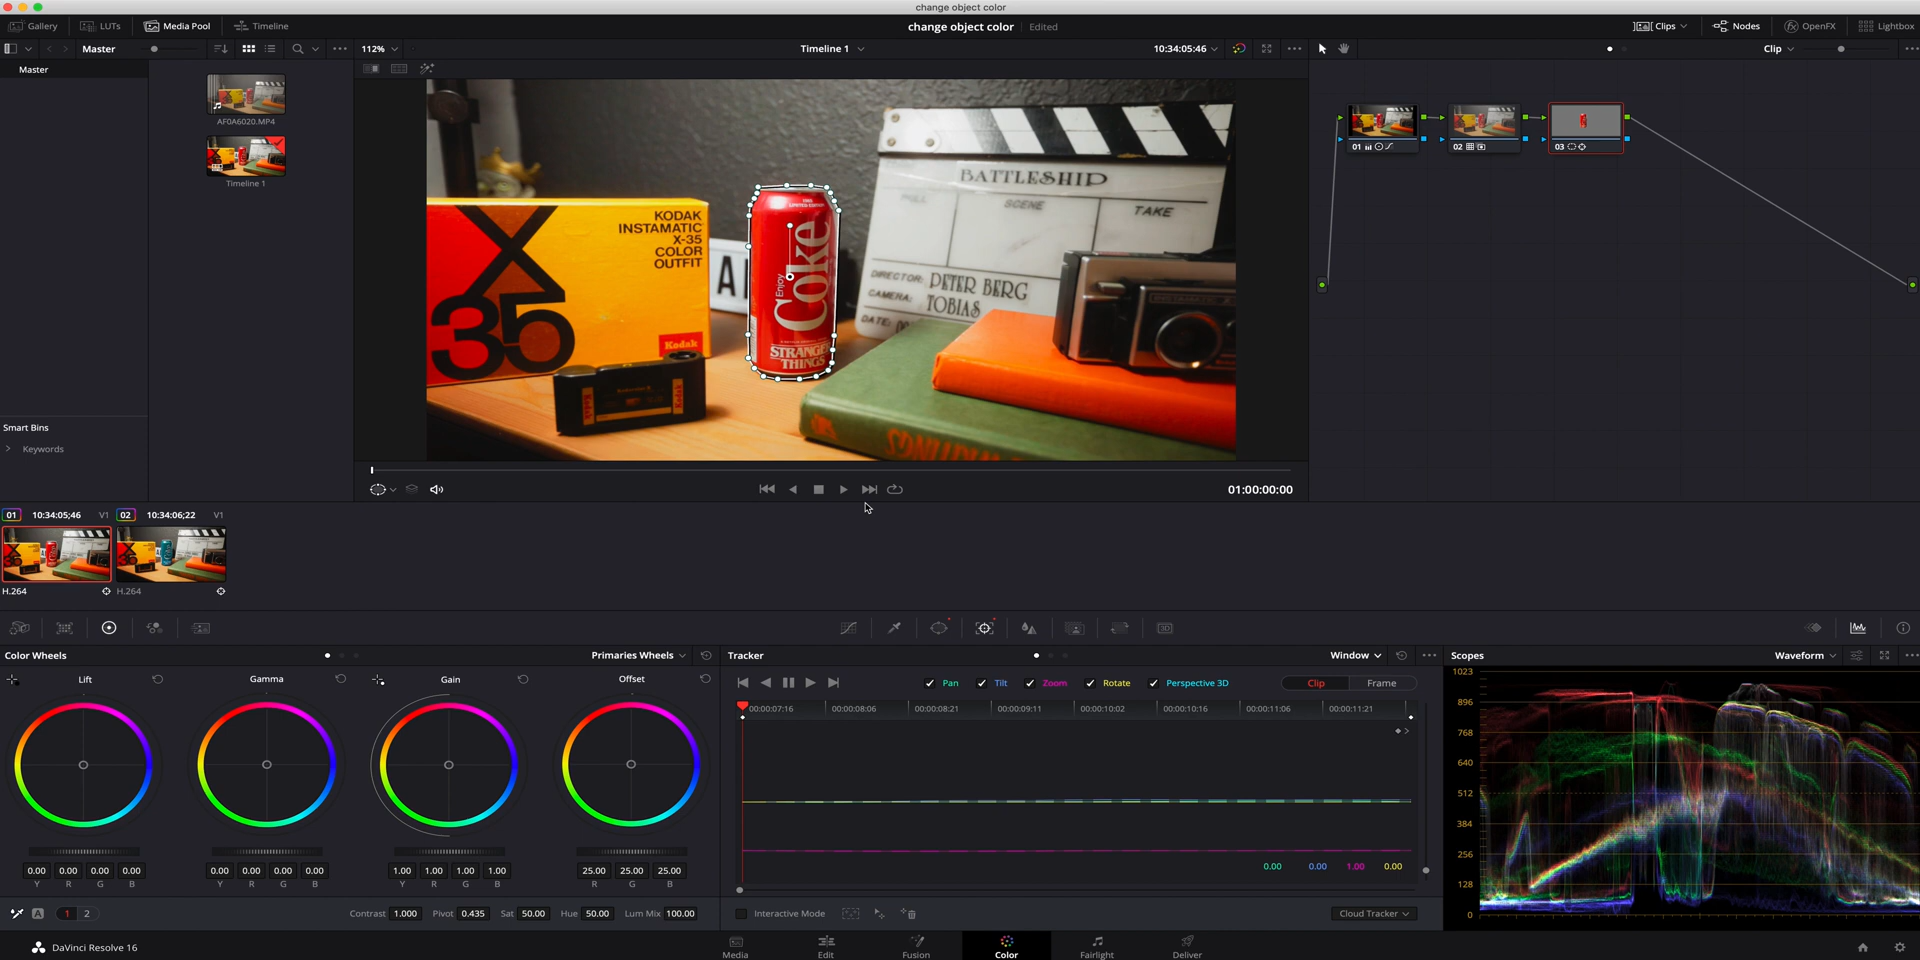 change object color
Gallery
LUTs
Media Pool
Timeline
change object color
Edited
Clips
Nodes
OpenFX
Lightbox
Master
112%
Timeline 1
10:34:05:46
Clip
Master
AF0A6020.MP4
Timeline 1
Smart Bins
Keywords
KODAK
INSTAMATIC
X-35
COLOR
OUTFIT
X
35
Kodak
A
Enjoy
Coke
STRANGER
THINGS
BATTLESHIP
SCENE
TAKE
DIRECTOR: PETER BERG
CAMERA: TOBIAS
DATE:
01
02
03
01:00:00:00
01 10:34:05:46 V1
02 10:34:06;22 V1
H.264
H.264
Color Wheels
Primaries Wheels
Lift
Gamma
Gain
Offset
0.00 0.00 0.00 0.00
Y R G B
0.00 0.00 0.00 0.00
Y R G B
1.00 1.00 1.00 1.00
Y R G B
25.00 25.00 25.00
R G B
A 1 2
Contrast 1.000
Pivot 0.435
Sat 50.00
Hue 50.00
Lum Mix 100.00
Tracker
Window
Pan
Tilt
Zoom
Rotate
Perspective 3D
Clip
Frame
00:00:07:16
00:00:08:06
00:00:08:21
00:00:09:11
00:00:10:02
00:00:10:16
00:00:11:06
00:00:11:21
0.00 0.00 1.00 0.00
Interactive Mode
Cloud Tracker
Scopes
Waveform
1023
896
768
640
512
384
256
128
0
DaVinci Resolve 16
Media
Edit
Fusion
Color
Fairlight
Deliver